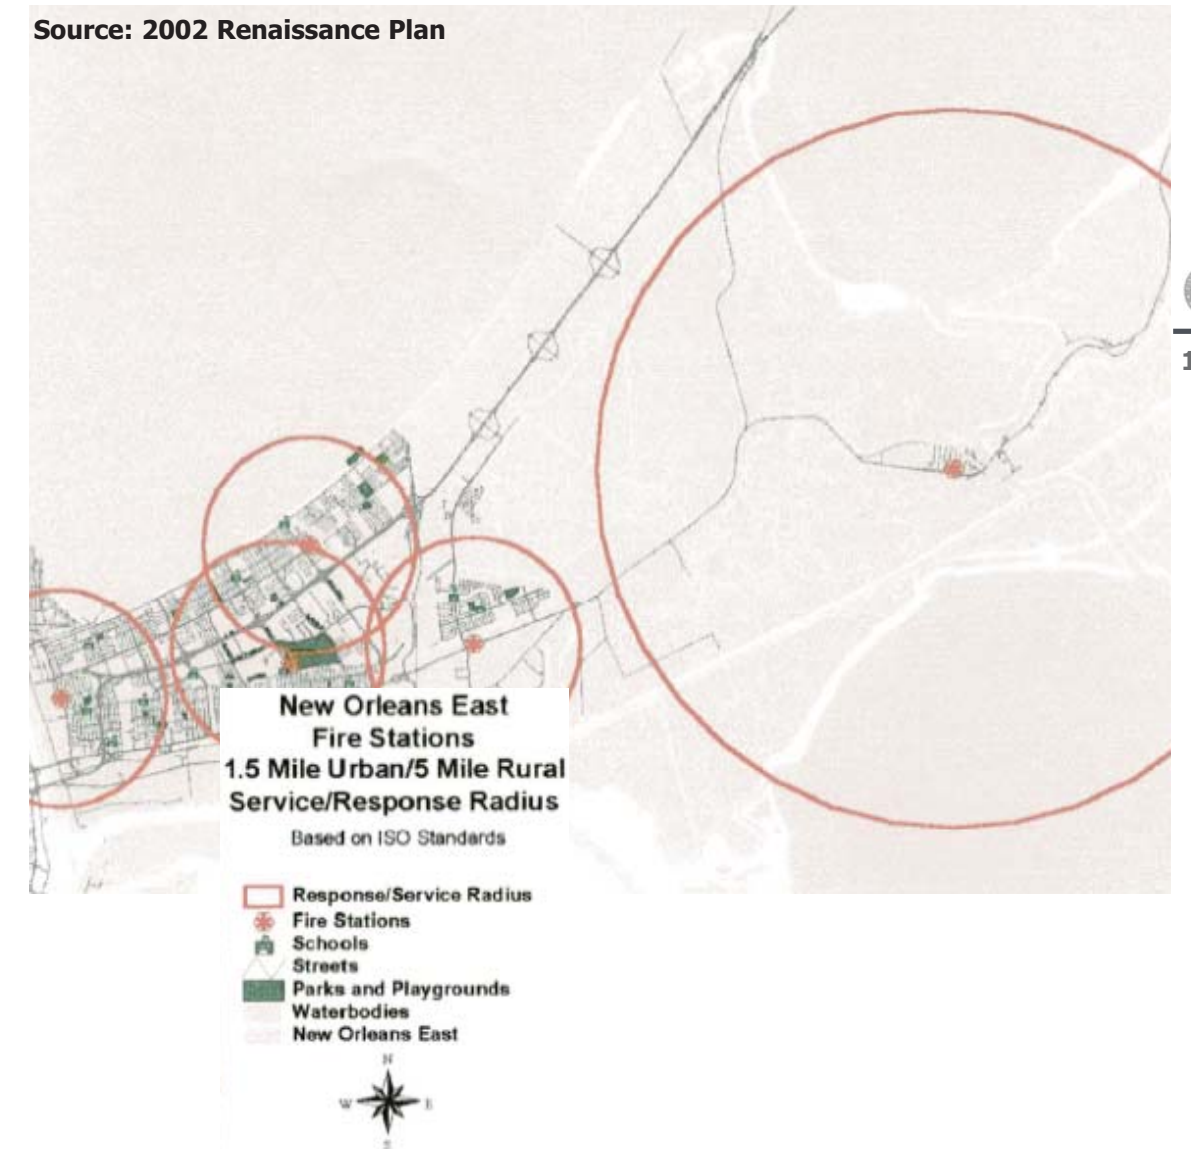 Source: 2002 Renaissance Plan
1
New Orleans East
Fire Stations
1.5 Mile Urban/5 Mile Rural
Service/Response Radius
Based on ISO Standards
Response/Service Radius
Fire Stations
Schools
Streets
Parks and Playgrounds
Waterbodies
New Orleans East
N
W E
S